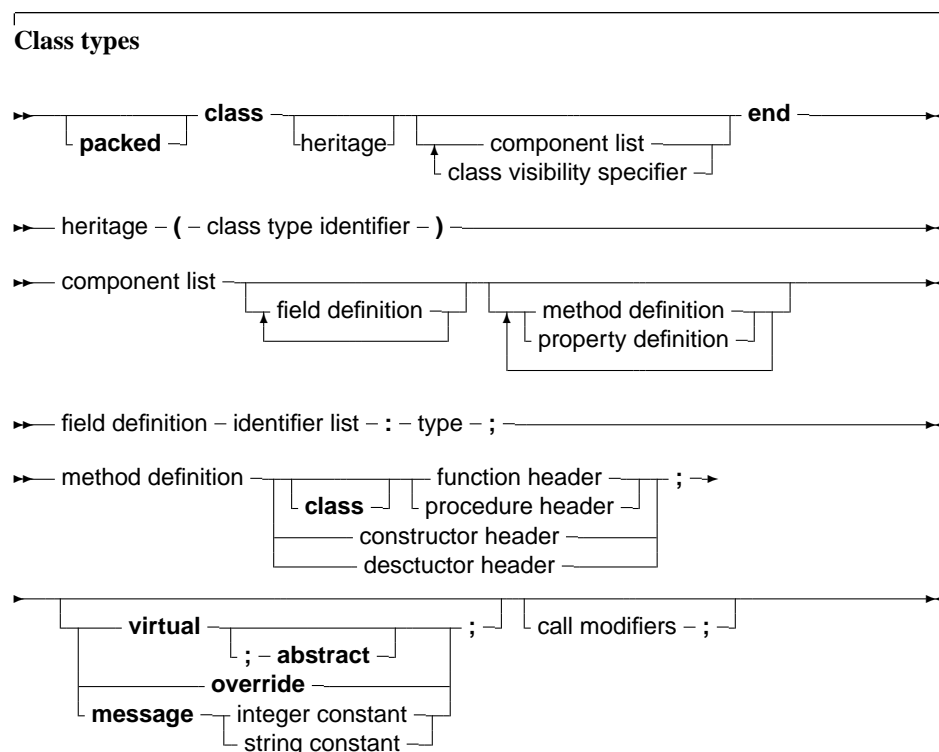 Class types
class end
packed heritage component list
class visibility specifier
heritage ( class type identifier )
component list
field definition method definition
property definition
field definition identifier list : type ;
method definition function header ;
class procedure header
constructor header
desctuctor header
virtual ; call modifiers ;
; abstract
override
message integer constant
string constant